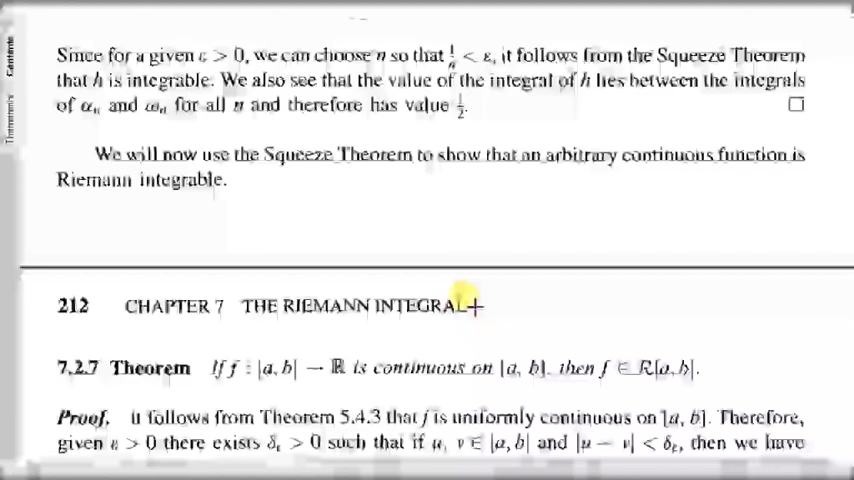 Contents
Since for a given ε > 0, we can choose n so that 1/n < ε, it follows from the Squeeze Theorem
that h is integrable. We also see that the value of the integral of h lies between the integrals
of αₙ and ωₙ for all n and therefore has value 1/2. □
We will now use the Squeeze Theorem to show that an arbitrary continuous function is
Riemann integrable.
212 CHAPTER 7 THE RIEMANN INTEGRAL
7.2.7 Theorem If f : [a, b] → ℝ is continuous on [a, b], then f ∈ R[a, b].
Proof. It follows from Theorem 5.4.3 that f is uniformly continuous on [a, b]. Therefore,
given ε > 0 there exists δ_ε > 0 such that if u, v ∈ [a, b] and |u − v| < δ_ε, then we have